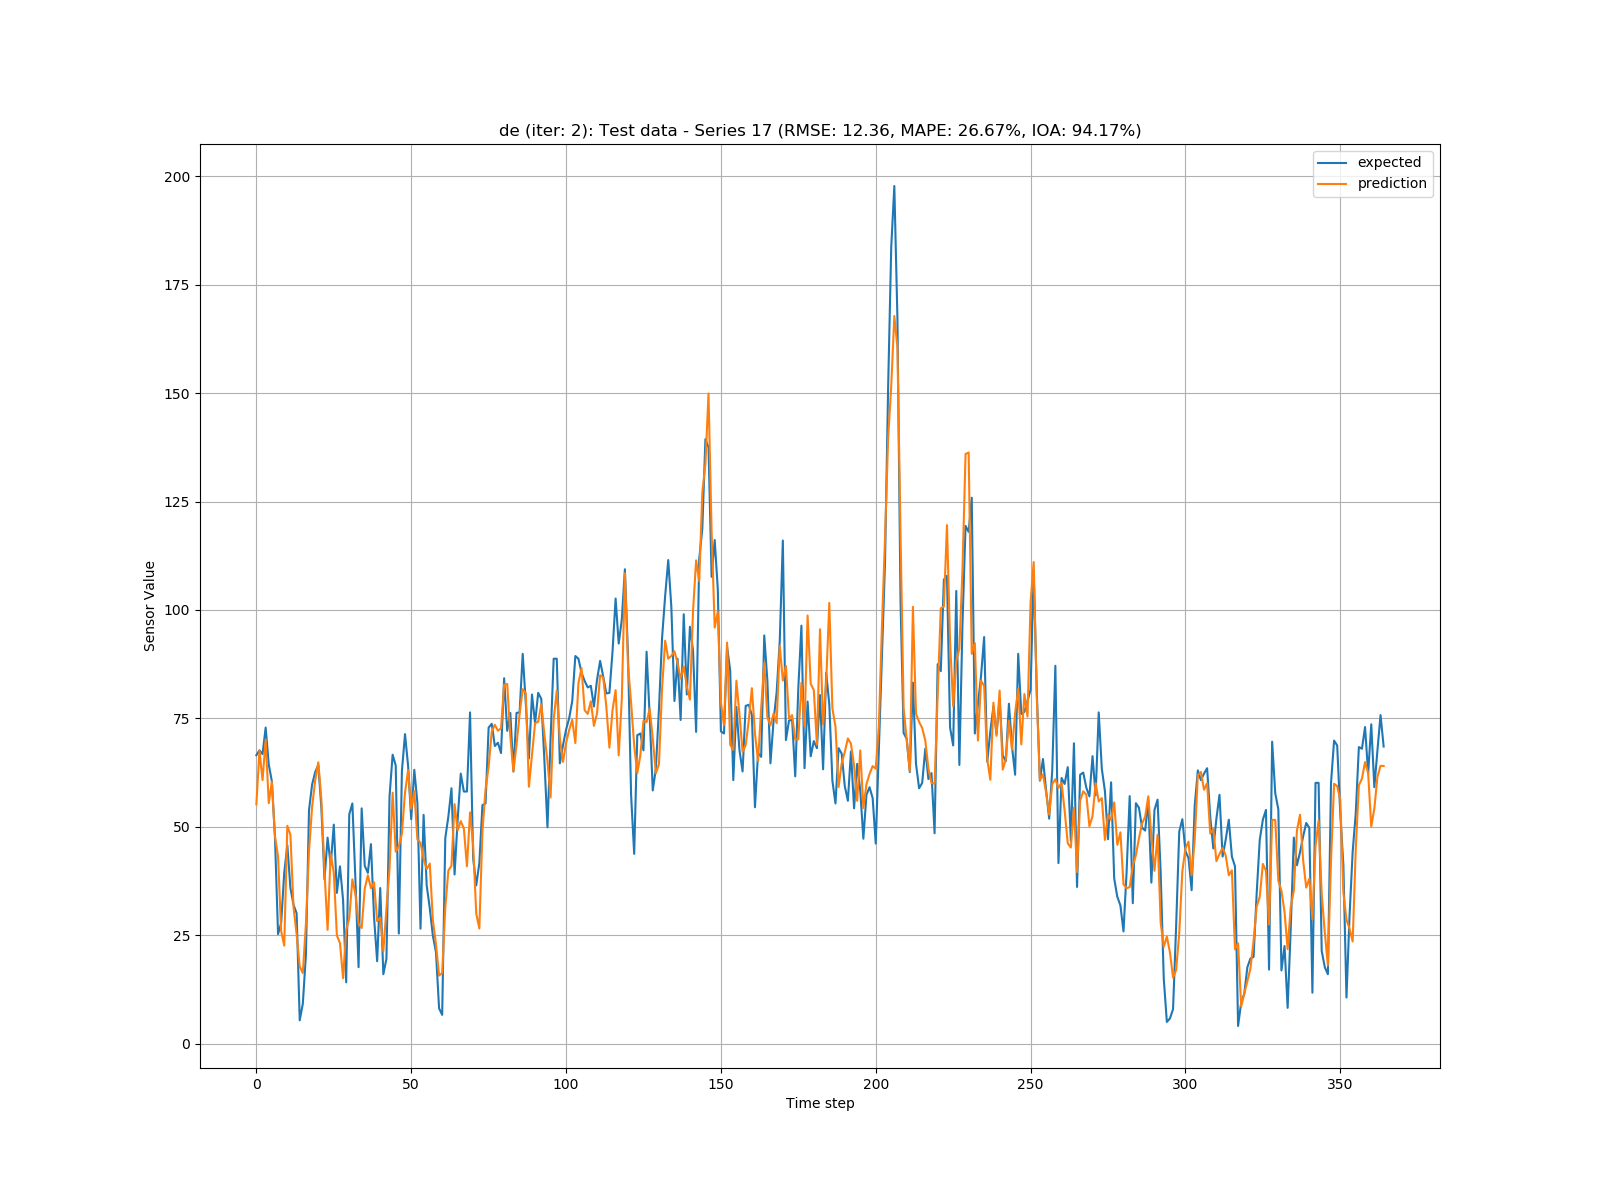 de (iter: 2): Test data - Series 17 (RMSE: 12.36, MAPE: 26.67%, IOA: 94.17%)
expected
prediction
200
175
150
125
100
75
50
25
0
Sensor Value
0 50 100 150 200 250 300 350
Time step